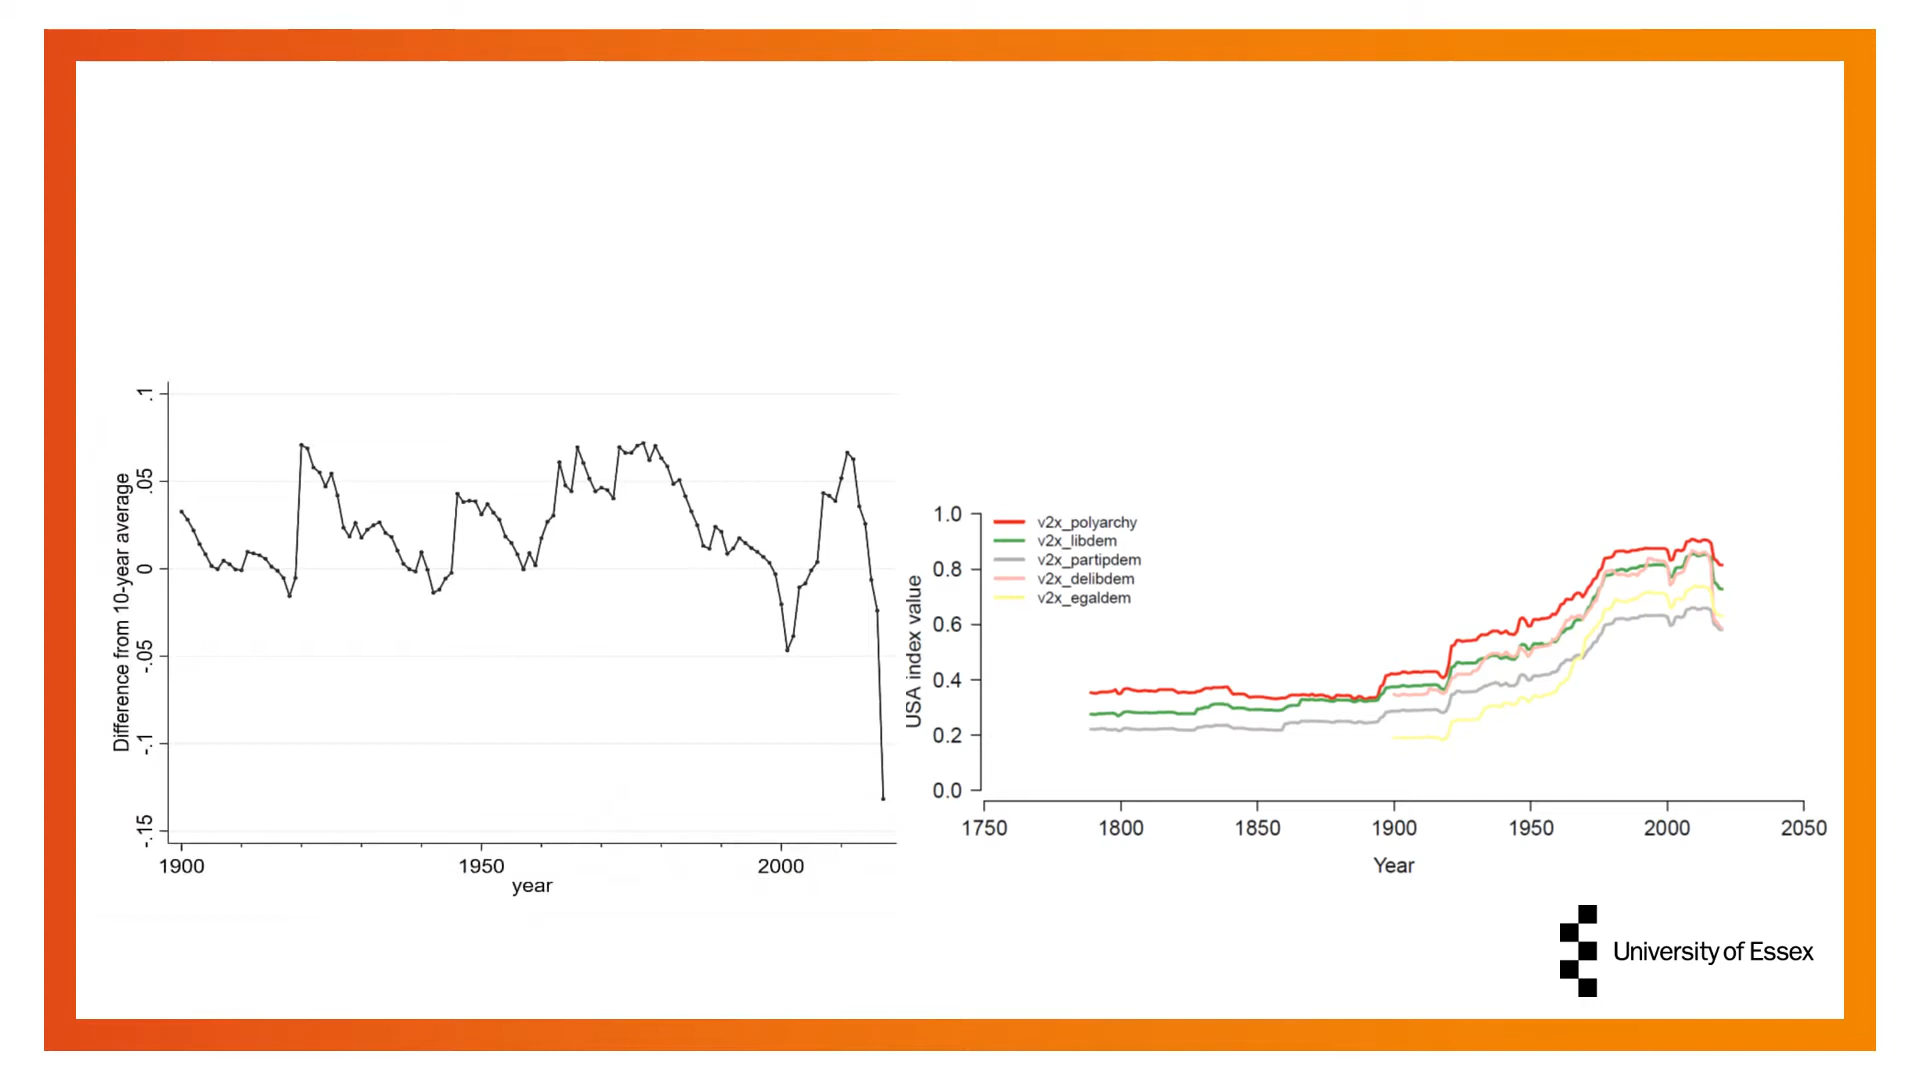 .1
.05
0
-.05
-.1
-.15
Difference from 10-year average
1900
1950
2000
year
1.0
0.8
0.6
0.4
0.2
0.0
USA index value
v2x_polyarchy
v2x_libdem
v2x_partipdem
v2x_delibdem
v2x_egaldem
1750
1800
1850
1900
1950
2000
2050
Year
University of Essex